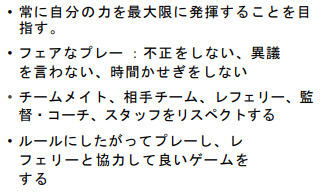 • 常に自分の力を最大限に発揮することを目
指す。
• フェアなプレー ：不正をしない、異議
を言わない、時間かせぎをしない
• チームメイト、相手チーム、レフェリー、監
督・コーチ、スタッフをリスペクトする
• ルールにしたがってプレーし、レ
フェリーと協力して良いゲームを
する